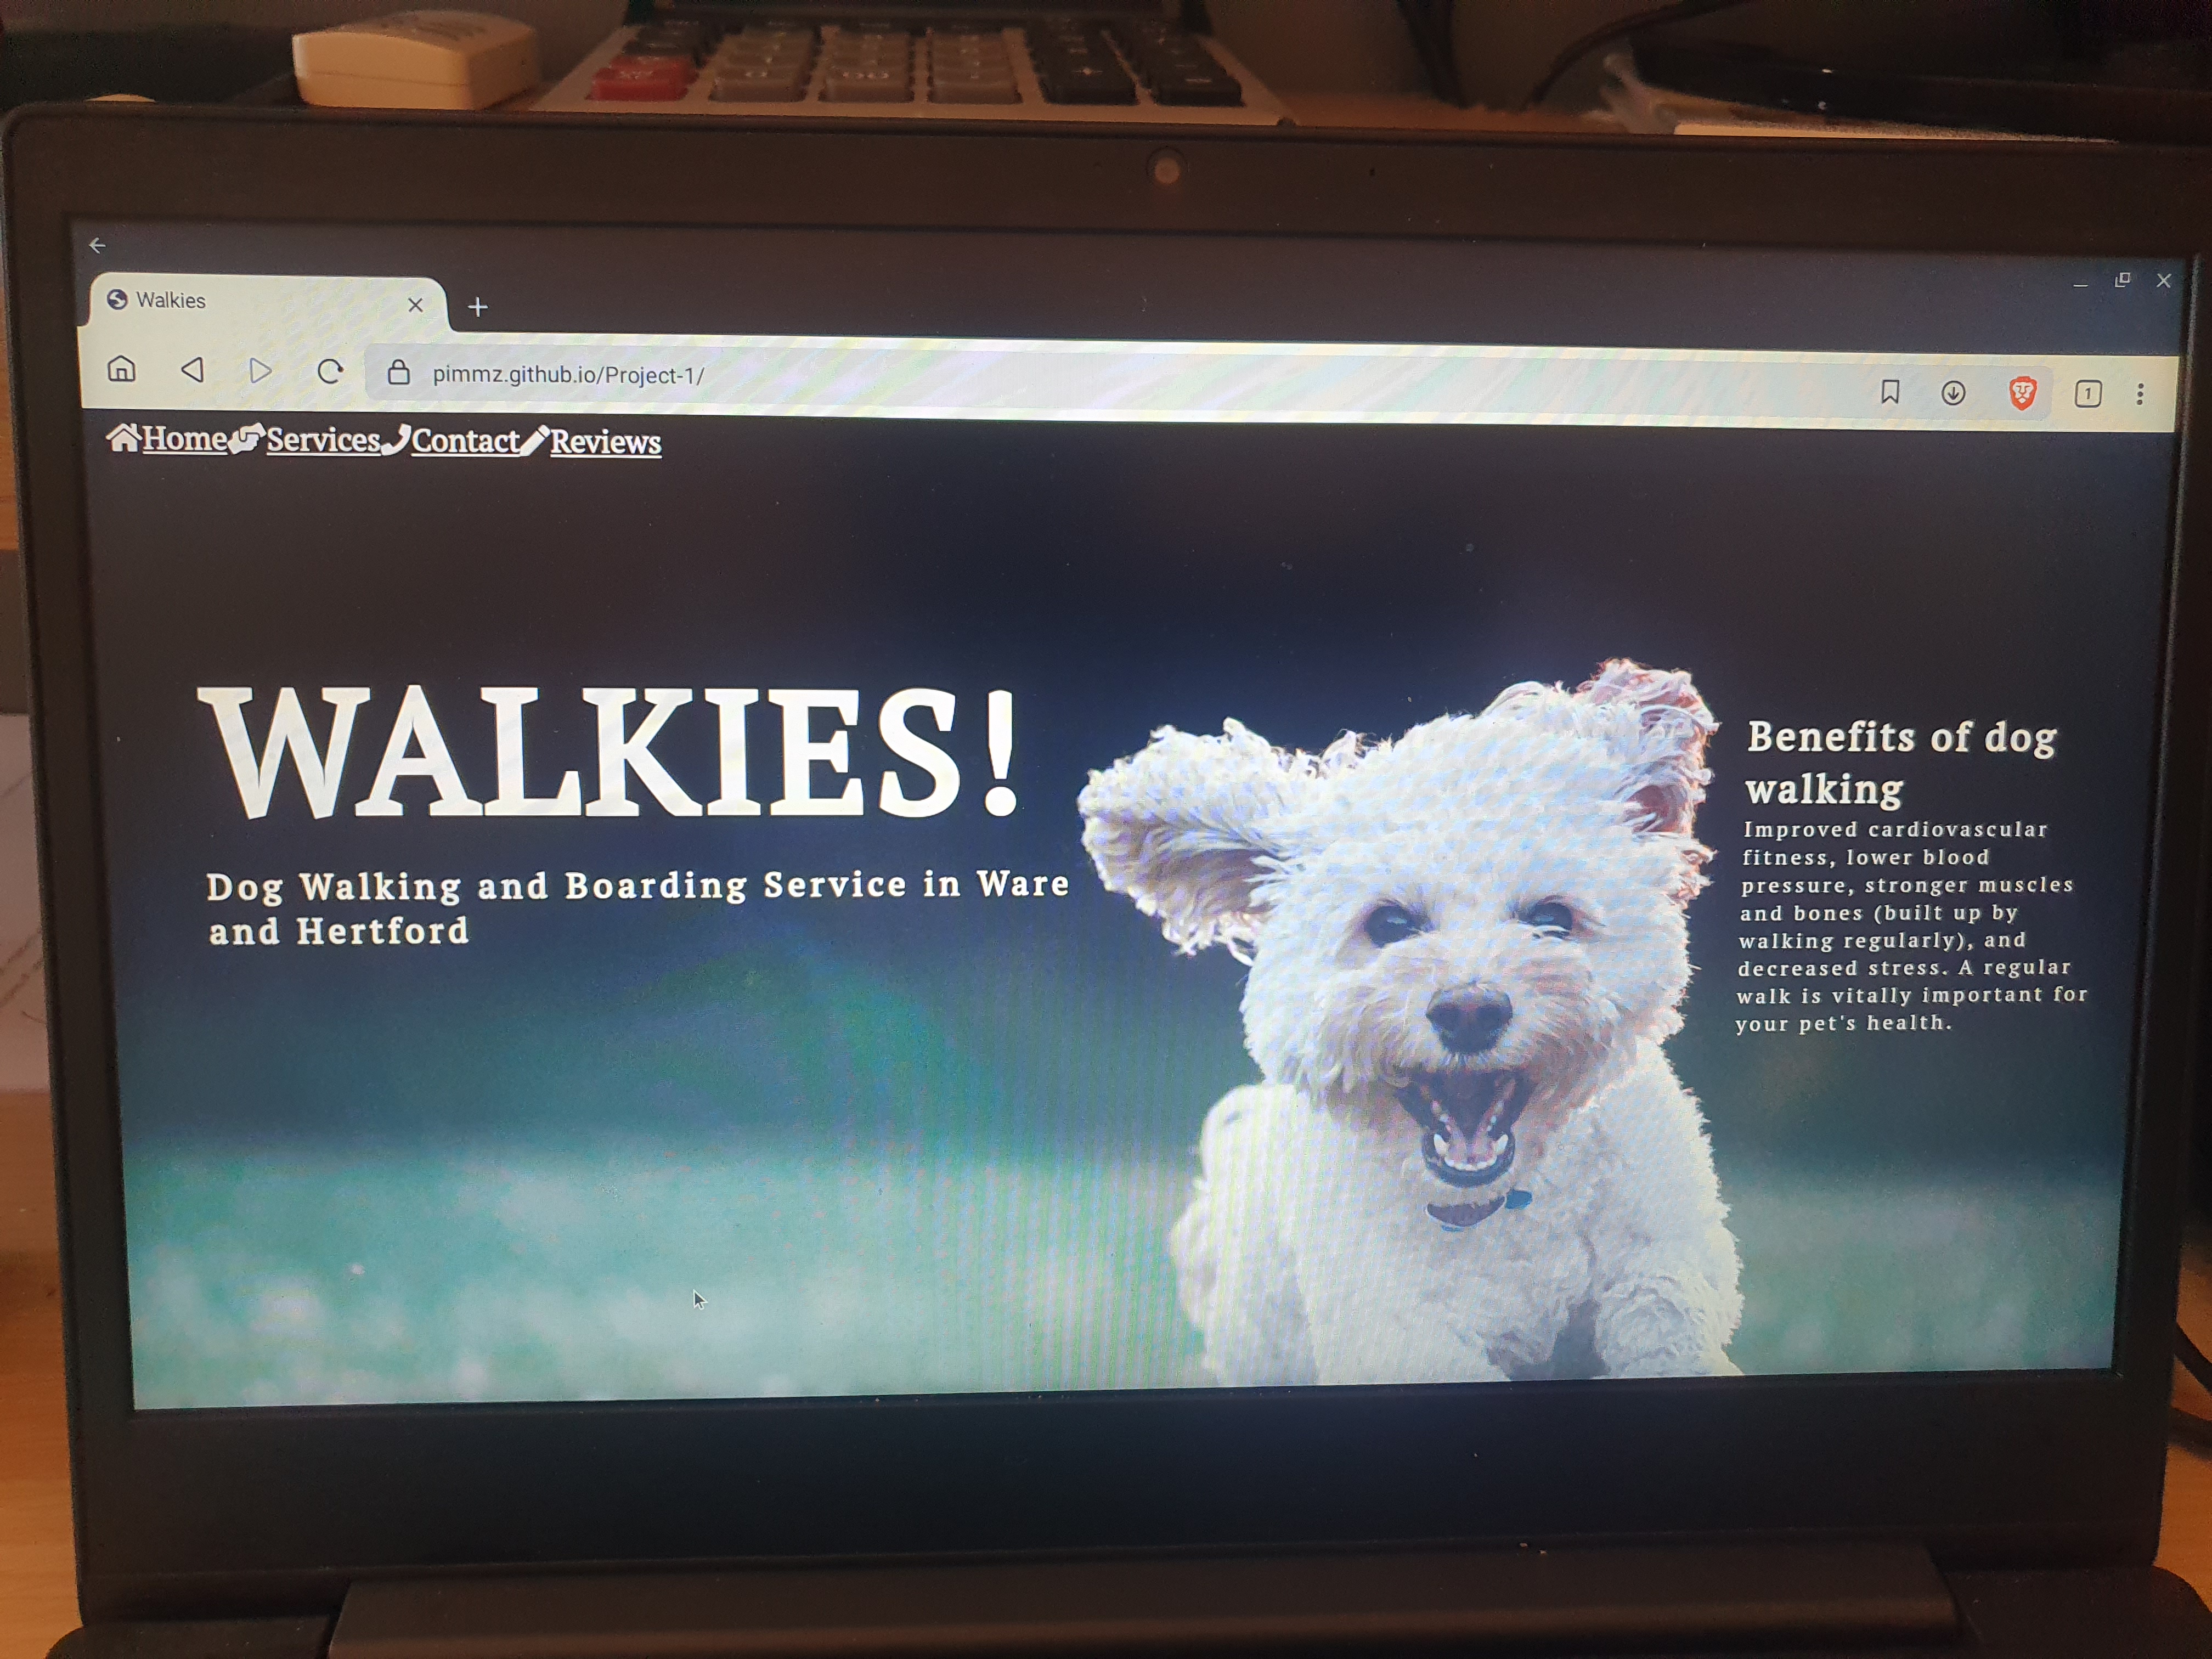 Walkies
pimmz.github.io/Project-1/
1
Home Services Contact Reviews
WALKIES!
Dog Walking and Boarding Service in Ware
and Hertford
Benefits of dog
walking
Improved cardiovascular
fitness, lower blood
pressure, stronger muscles
and bones (built up by
walking regularly), and
decreased stress. A regular
walk is vitally important for
your pet's health.